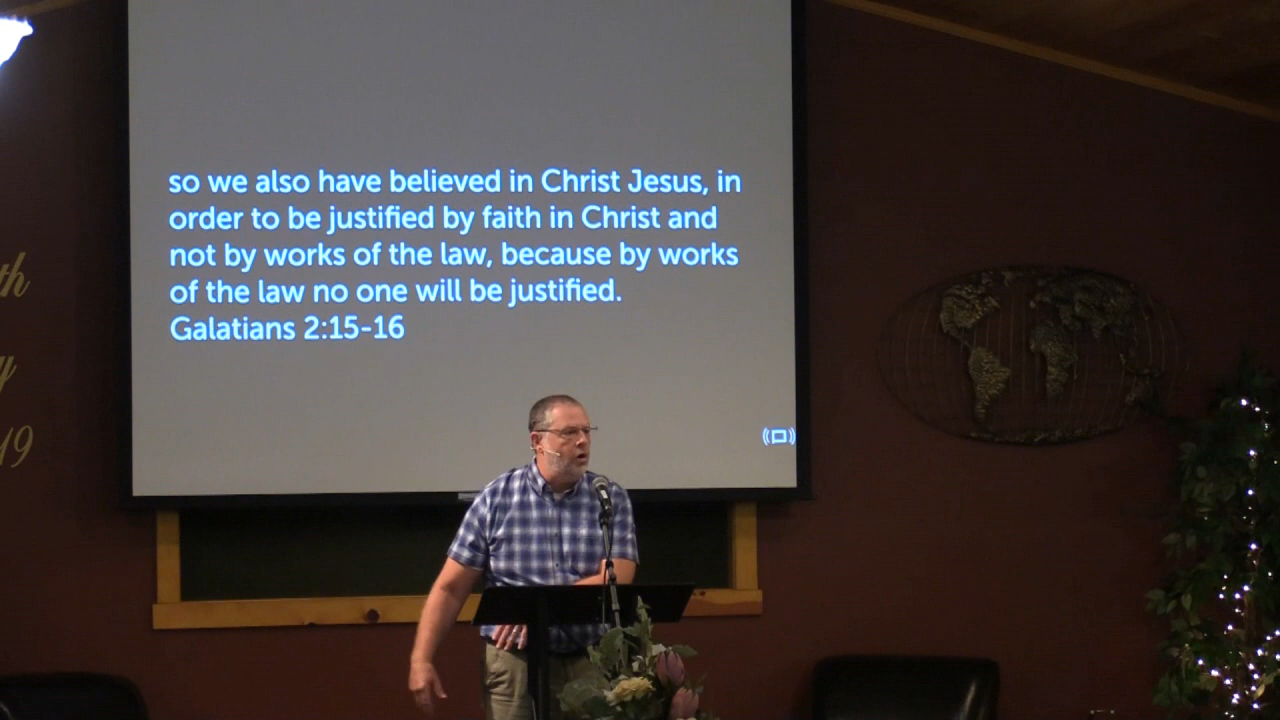 so we also have believed in Christ Jesus, in
order to be justified by faith in Christ and
not by works of the law, because by works
of the law no one will be justified.
Galatians 2:15-16
th
y
19